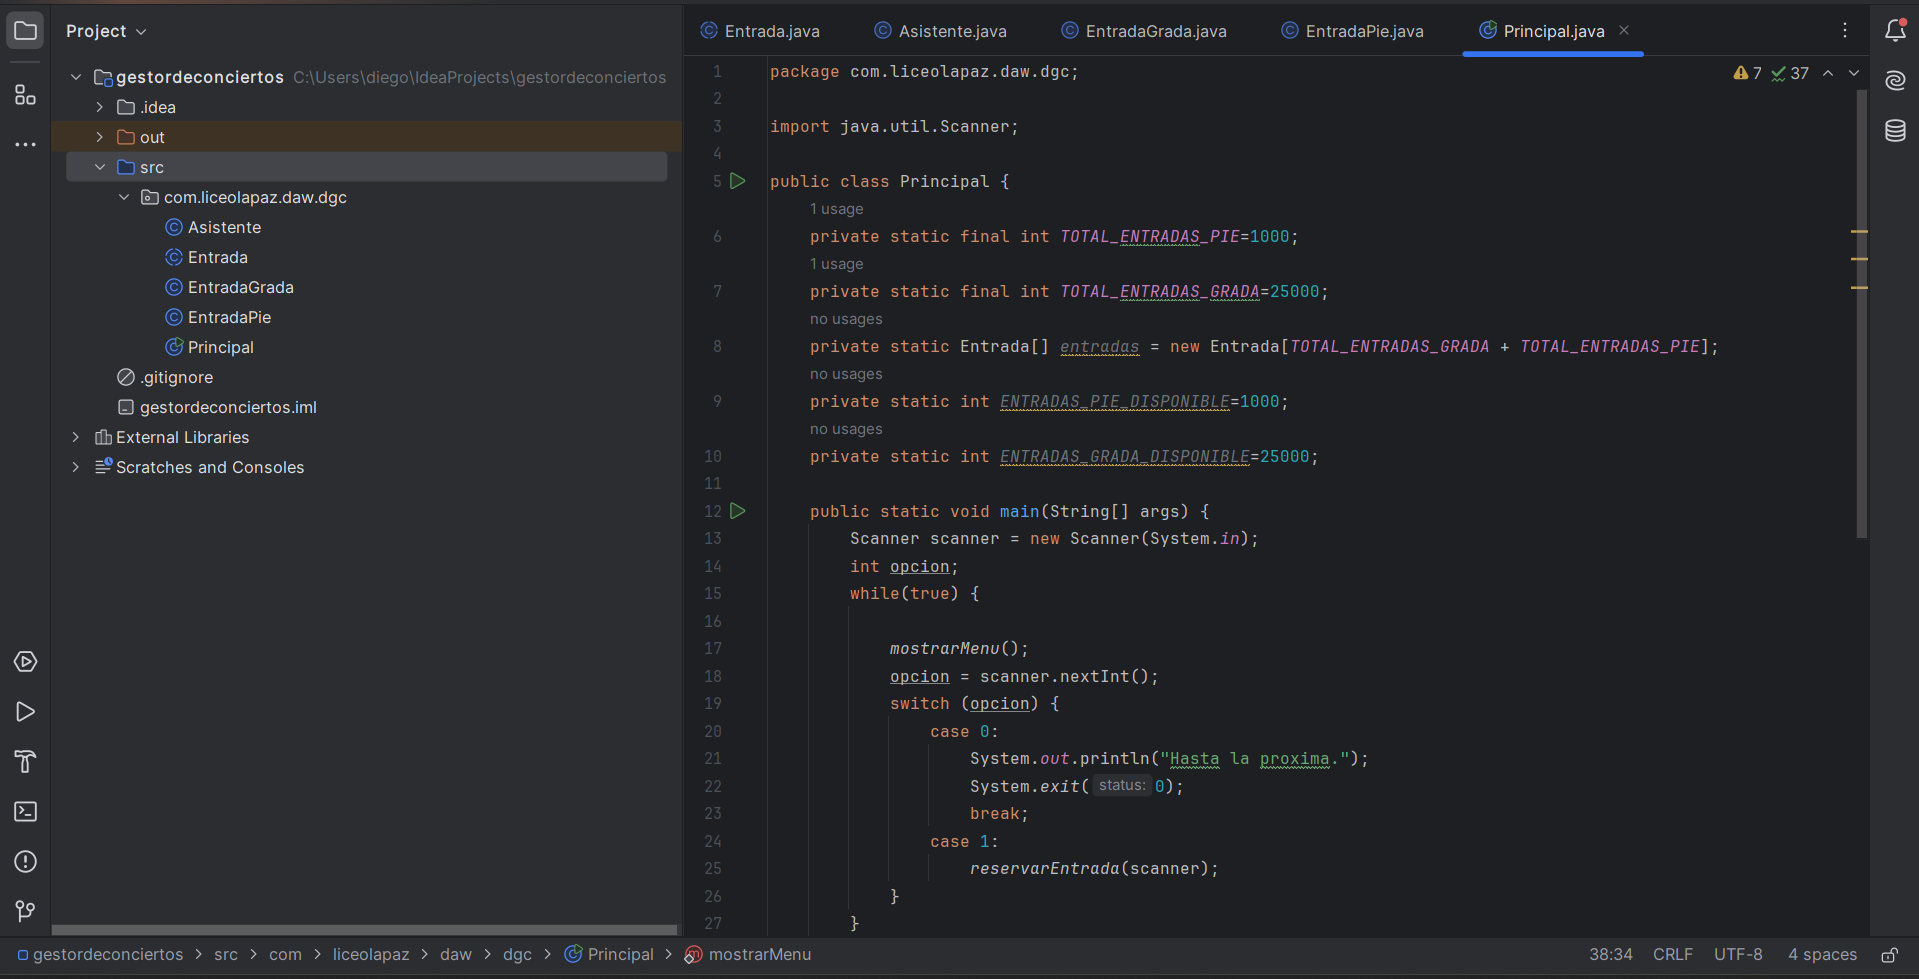 Project
gestordeconciertos C:\Users\diego\IdeaProjects\gestordeconciertos
.idea
out
src
com.liceolapaz.daw.dgc
Asistente
Entrada
EntradaGrada
EntradaPie
Principal
.gitignore
gestordeconciertos.iml
External Libraries
Scratches and Consoles
Entrada.java Asistente.java EntradaGrada.java EntradaPie.java Principal.java
7 37
1 package com.liceolapaz.daw.dgc;
2
3 import java.util.Scanner;
4
5 public class Principal {
1 usage
6 private static final int TOTAL_ENTRADAS_PIE=1000;
1 usage
7 private static final int TOTAL_ENTRADAS_GRADA=25000;
no usages
8 private static Entrada[] entradas = new Entrada[TOTAL_ENTRADAS_GRADA + TOTAL_ENTRADAS_PIE];
no usages
9 private static int ENTRADAS_PIE_DISPONIBLE=1000;
no usages
10 private static int ENTRADAS_GRADA_DISPONIBLE=25000;
11
12 public static void main(String[] args) {
13 Scanner scanner = new Scanner(System.in);
14 int opcion;
15 while(true) {
16
17 mostrarMenu();
18 opcion = scanner.nextInt();
19 switch (opcion) {
20 case 0:
21 System.out.println("Hasta la proxima.");
22 System.exit( status: 0);
23 break;
24 case 1:
25 reservarEntrada(scanner);
26 }
27 }
gestordeconciertos > src > com > liceolapaz > daw > dgc > Principal > mostrarMenu
38:34 CRLF UTF-8 4 spaces